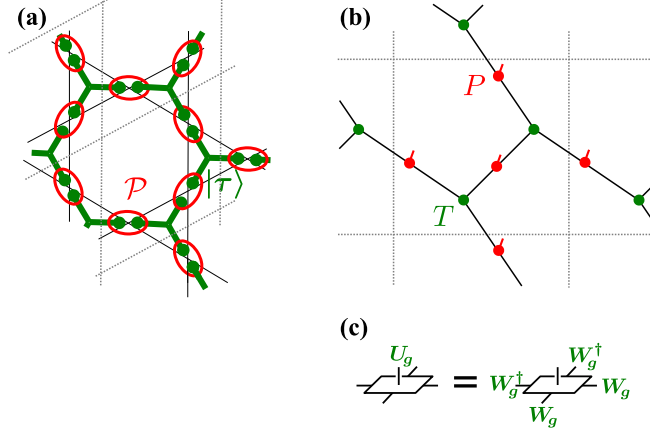 (a)
𝒫
|τ⟩
(b)
P
T
(c)
U_g
=
W_g^†
W_g^†
W_g
W_g